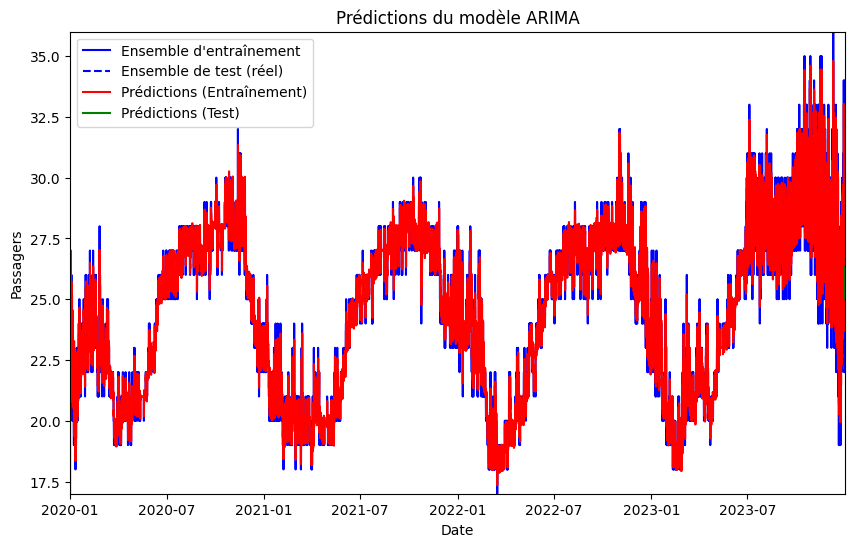 Prédictions du modèle ARIMA
Ensemble d'entraînement
Ensemble de test (réel)
Prédictions (Entraînement)
Prédictions (Test)
35.0
32.5
30.0
27.5
25.0
22.5
20.0
17.5
Passagers
2020-01
2020-07
2021-01
2021-07
2022-01
2022-07
2023-01
2023-07
Date